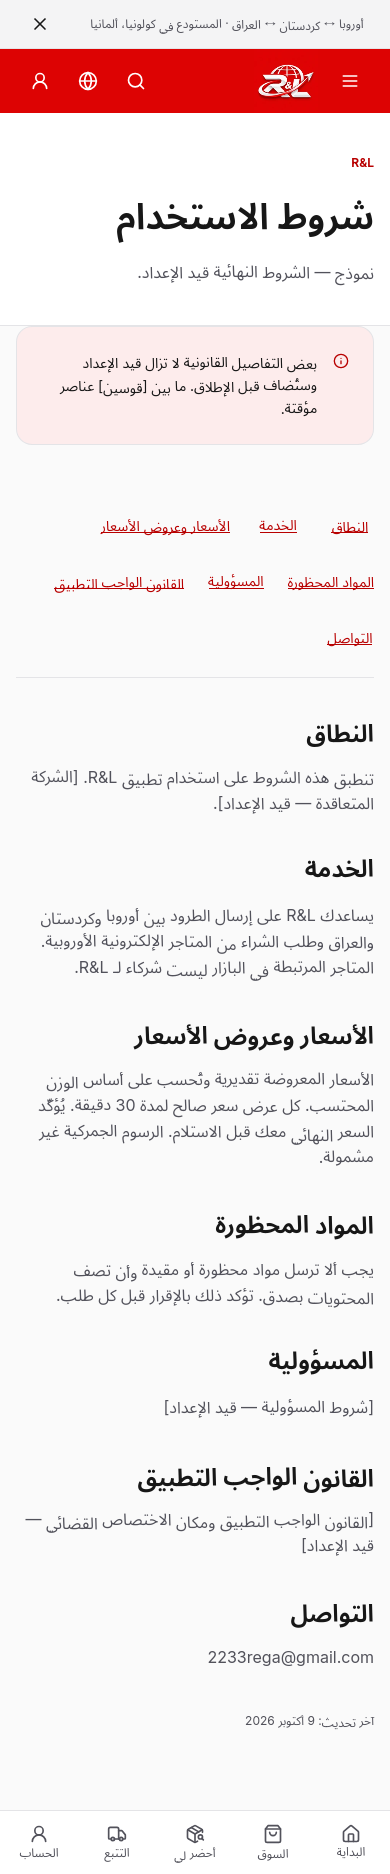 أوروبا ↔ كردستان ↔ العراق · المستودع في كولونيا، ألمانيا
R&L
R&L
شروط الاستخدام
نموذج — الشروط النهائية قيد الإعداد.
بعض التفاصيل القانونية لا تزال قيد الإعداد
وستُضاف قبل الإطلاق. ما بين [قوسين] عناصر
مؤقتة.
النطاق
الخدمة
الأسعار وعروض الأسعار
المواد المحظورة
المسؤولية
القانون الواجب التطبيق
التواصل
النطاق
تنطبق هذه الشروط على استخدام تطبيق R&L. [الشركة
المتعاقدة — قيد الإعداد].
الخدمة
يساعدك R&L على إرسال الطرود بين أوروبا وكردستان
والعراق وطلب الشراء من المتاجر الإلكترونية الأوروبية.
المتاجر المرتبطة في البازار ليست شركاء لـ R&L.
الأسعار وعروض الأسعار
الأسعار المعروضة تقديرية وتُحسب على أساس الوزن
المحتسب. كل عرض سعر صالح لمدة 30 دقيقة. يُؤكَّد
السعر النهائي معك قبل الاستلام. الرسوم الجمركية غير
مشمولة.
المواد المحظورة
يجب ألا ترسل مواد محظورة أو مقيدة وأن تصف
المحتويات بصدق. تؤكد ذلك بالإقرار قبل كل طلب.
المسؤولية
[شروط المسؤولية — قيد الإعداد]
القانون الواجب التطبيق
[القانون الواجب التطبيق ومكان الاختصاص القضائي —
قيد الإعداد]
التواصل
2233rega@gmail.com
آخر تحديث: 9 أكتوبر 2026
البداية
السوق
أحضر لي
التتبع
الحساب